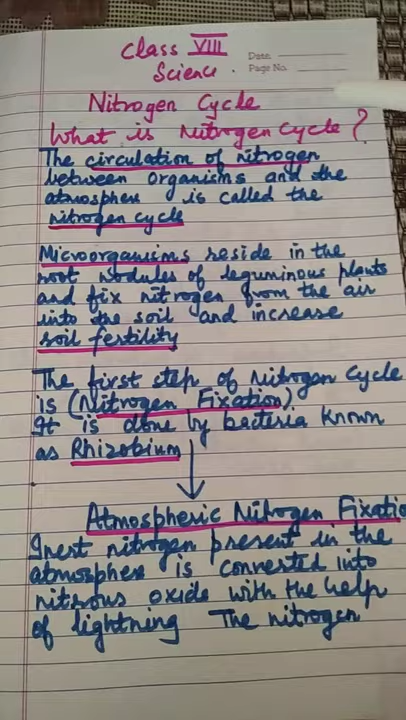 Class VIII
Date.
Science.
Page No.
Nitrogen Cycle
What is Nitrogen Cycle?
The circulation of nitrogen
between organisms and the
atmosphere is called the
nitrogen cycle
Microorganisms reside in the
root nodules of leguminous plants
and fix nitrogen from the air
into the soil and increase
soil fertility
The first step of Nitrogen Cycle
is (Nitrogen Fixation)
It is done by bacteria known
as Rhizobium
Atmospheric Nitrogen Fixatio
Inert nitrogen present in the
atmosphere is converted into
nitrous oxide with the help
of lightning The nitrogen